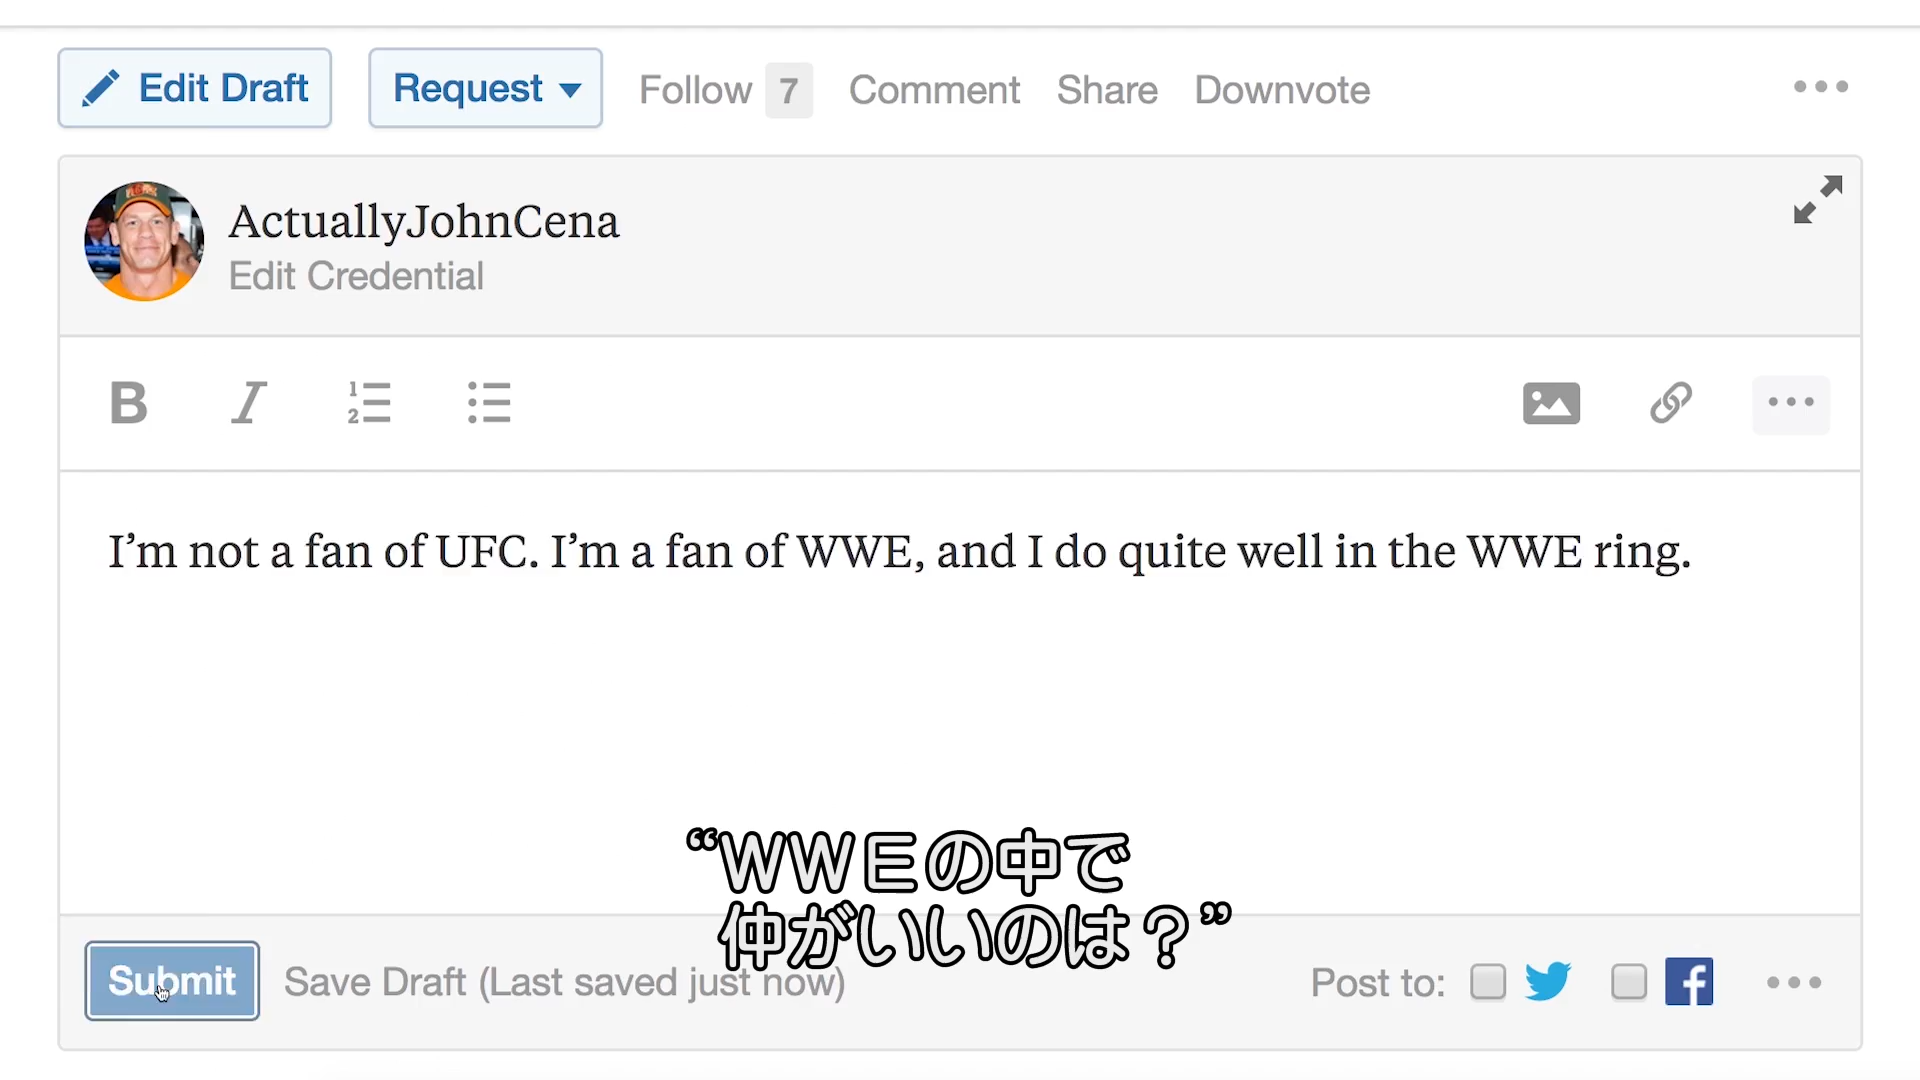 Edit Draft
Request
Follow 7
Comment
Share
Downvote
ActuallyJohnCena
Edit Credential
B
I
I’m not a fan of UFC. I’m a fan of WWE, and I do quite well in the WWE ring.
“WWEの中で
仲がいいのは？”
Submit
Save Draft (Last saved just now)
Post to: